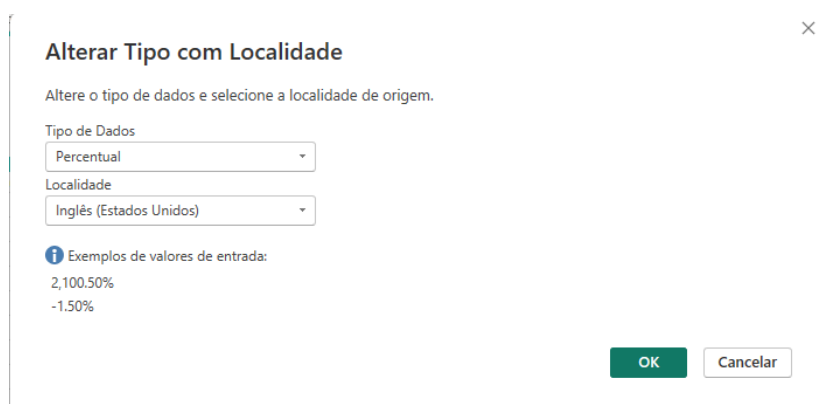 Alterar Tipo com Localidade
Altere o tipo de dados e selecione a localidade de origem.
Tipo de Dados
Percentual
Localidade
Inglês (Estados Unidos)
Exemplos de valores de entrada:
2,100.50%
-1.50%
OK Cancelar